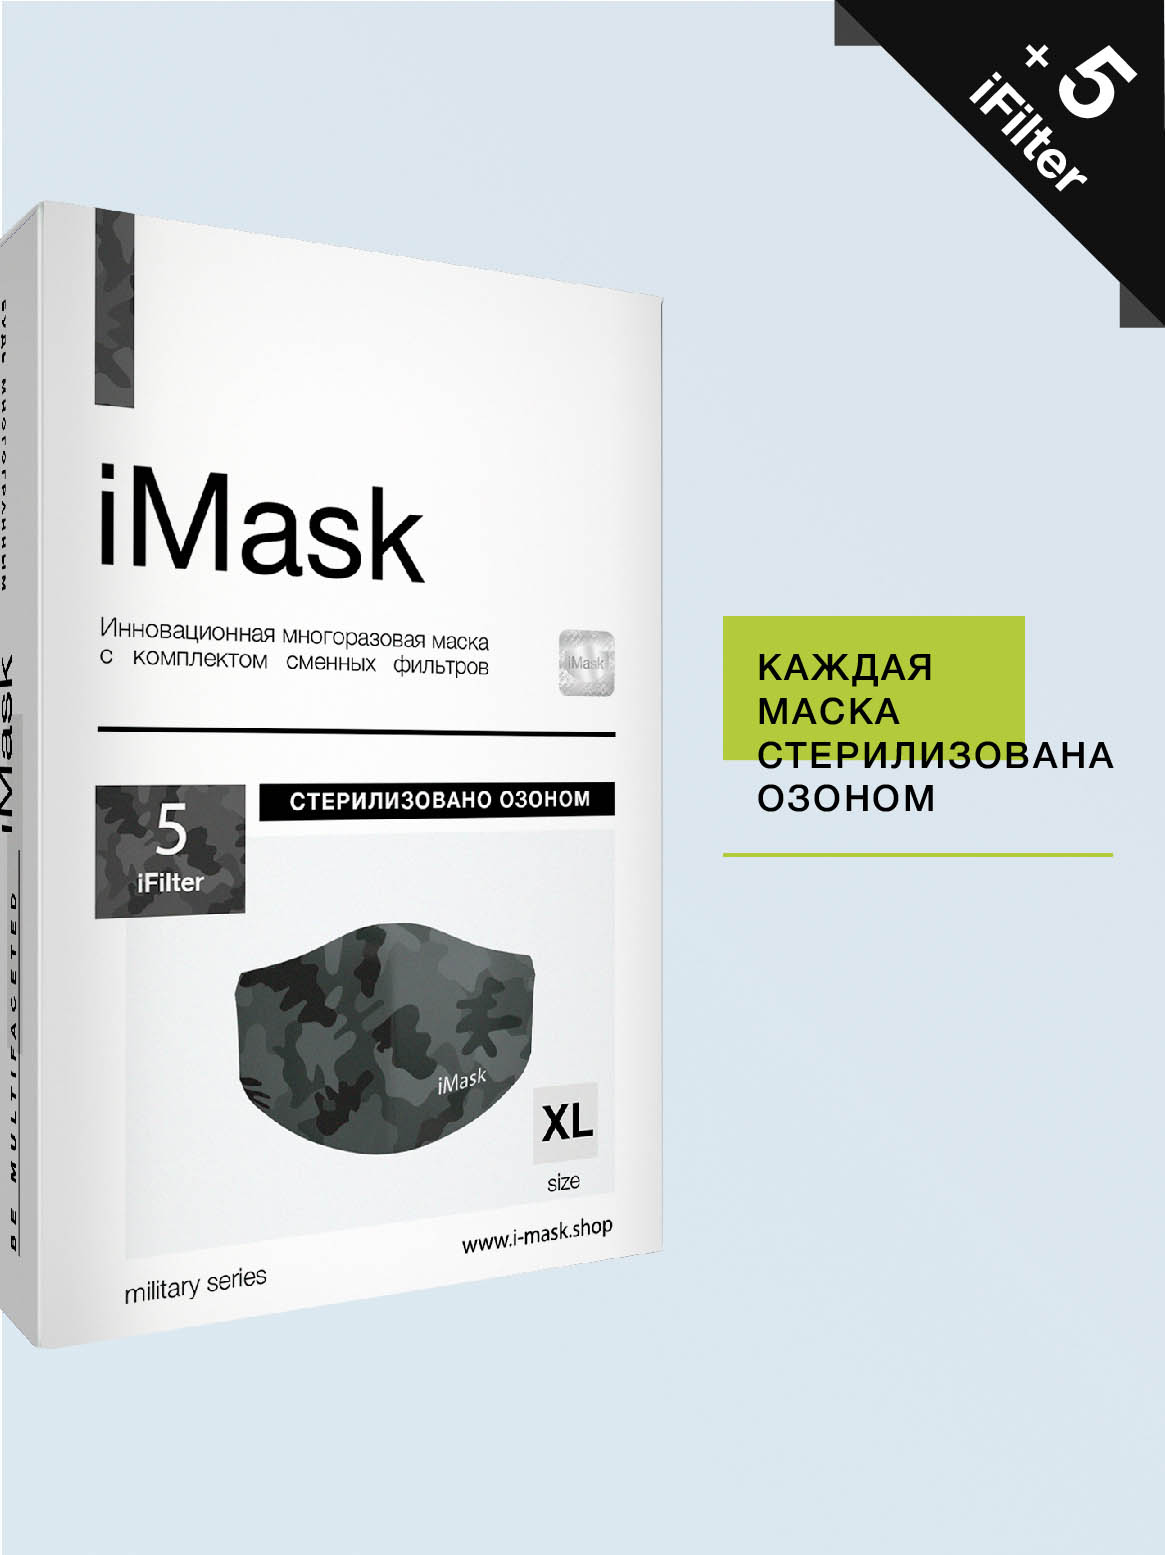 + 5
iFilter
iMask
Инновационная многоразовая маска
с комплектом сменных фильтров
iMask
СТЕРИЛИЗОВАНО ОЗОНОМ
5
iFilter
iMask
XL
size
www.i-mask.shop
military series
iMask
BE MULTIFACETED
КАЖДАЯ
МАСКА
СТЕРИЛИЗОВАНА
ОЗОНОМ